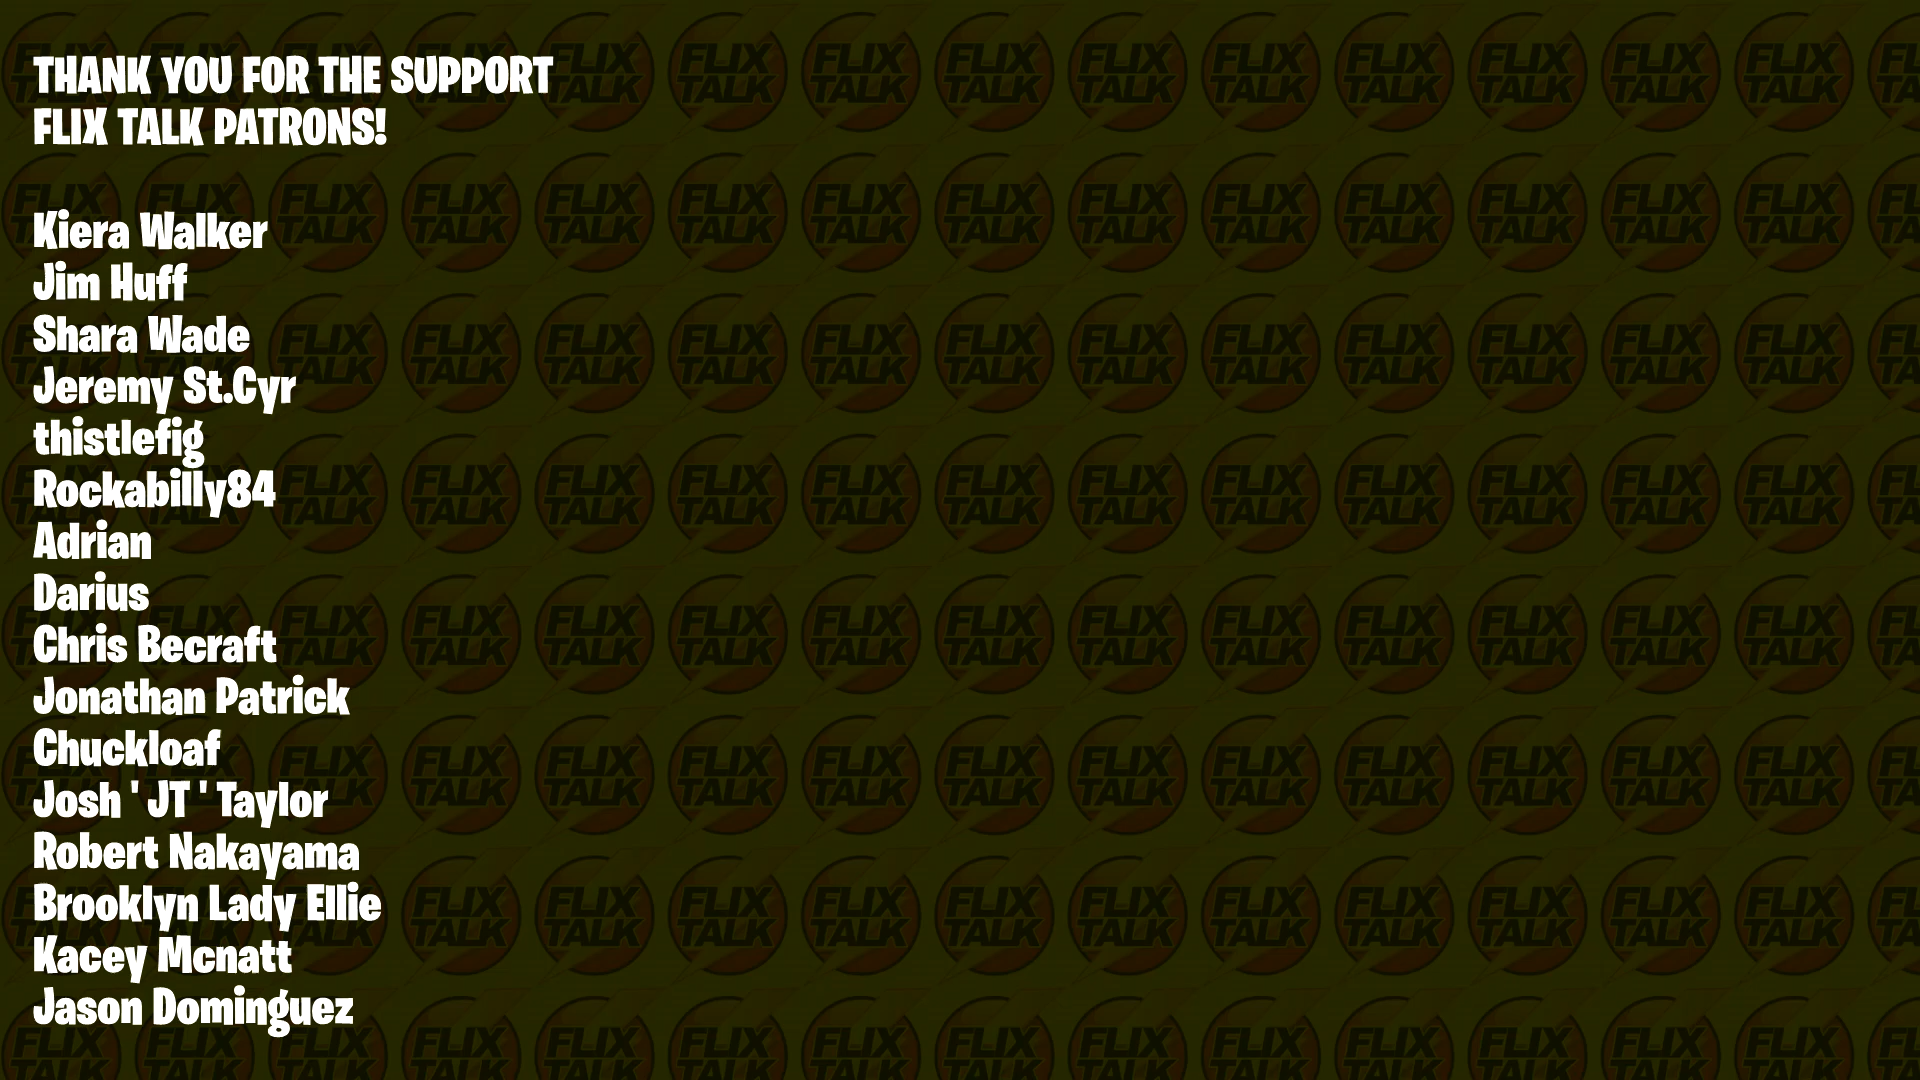 THANK YOU FOR THE SUPPORT
FLIX TALK PATRONS!
Kiera Walker
Jim Huff
Shara Wade
Jeremy St.Cyr
thistlefig
Rockabilly84
Adrian
Darius
Chris Becraft
Jonathan Patrick
Chuckloaf
Josh ' JT ' Taylor
Robert Nakayama
Brooklyn Lady Ellie
Kacey Mcnatt
Jason Dominguez
FLIX
TALK